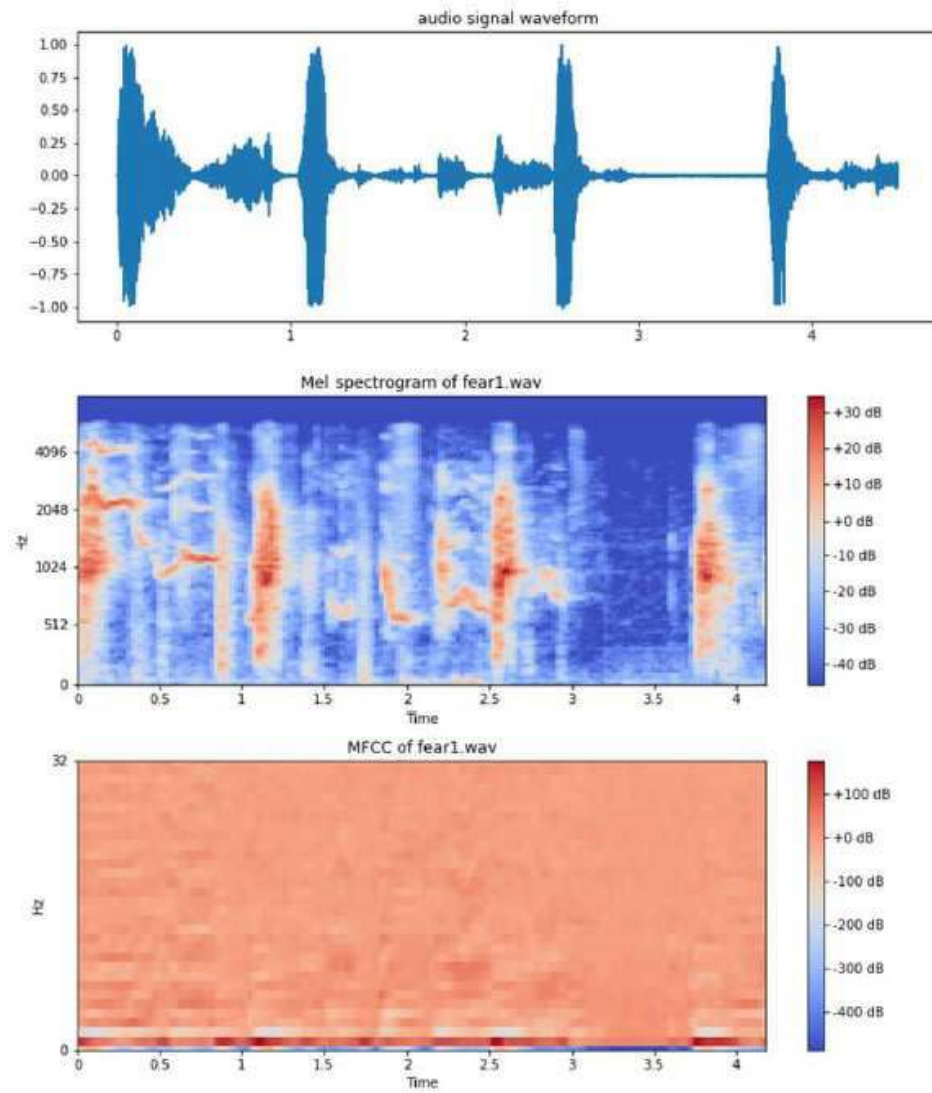 audio signal waveform
1.00
0.75
0.50
0.25
0.00
−0.25
−0.50
−0.75
−1.00
0 1 2 3 4
Mel spectrogram of fear1.wav
4096
2048
1024
512
0
Hz
0 0.5 1 1.5 2 2.5 3 3.5 4
Time
+30 dB
+20 dB
+10 dB
+0 dB
-10 dB
-20 dB
-30 dB
-40 dB
MFCC of fear1.wav
32
0
Hz
0 0.5 1 1.5 2 2.5 3 3.5 4
Time
+100 dB
+0 dB
-100 dB
-200 dB
-300 dB
-400 dB